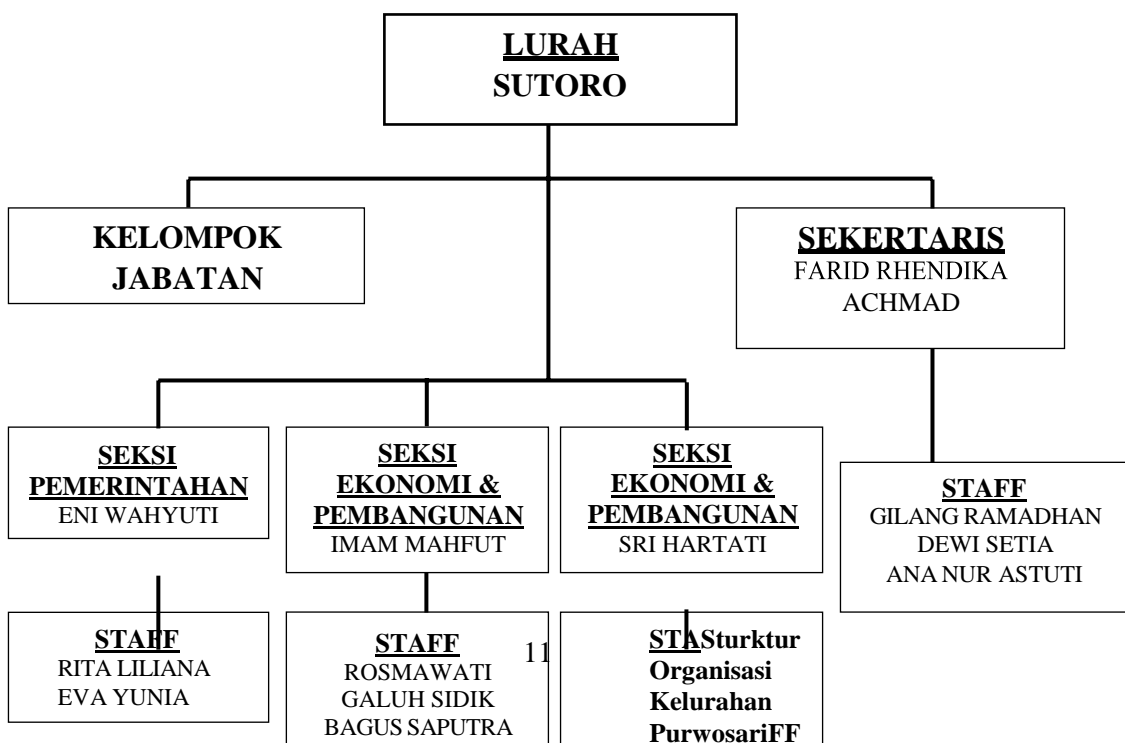 LURAH
SUTORO
KELOMPOK
JABATAN
SEKERTARIS
FARID RHENDIKA
ACHMAD
SEKSI
PEMERINTAHAN
ENI WAHYUTI
SEKSI
EKONOMI &
PEMBANGUNAN
IMAM MAHFUT
SEKSI
EKONOMI &
PEMBANGUNAN
SRI HARTATI
STAFF
GILANG RAMADHAN
DEWI SETIA
ANA NUR ASTUTI
STAFF
RITA LILIANA
EVA YUNIA
STAFF
ROSMAWATI
GALUH SIDIK
BAGUS SAPUTRA
11
STASturktur
Organisasi
Kelurahan
PurwosariFF